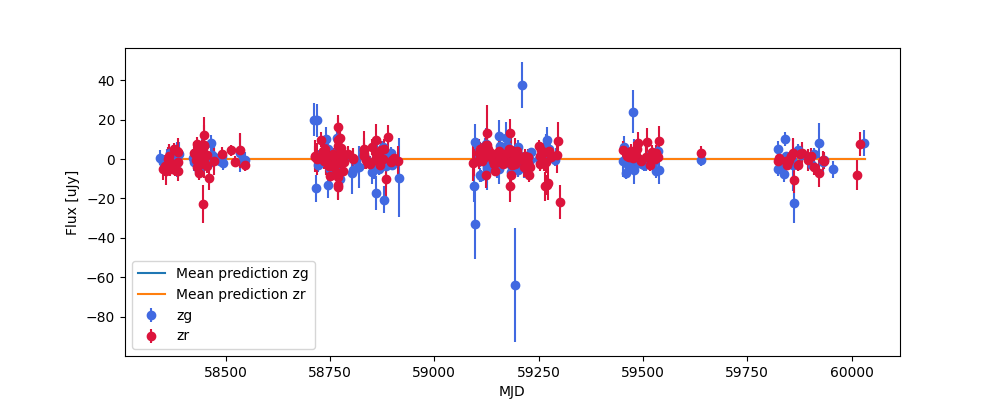 40
20
0
−20
−40
−60
−80
Flux [uJy]
Mean prediction zg
Mean prediction zr
zg
zr
58500
58750
59000
59250
59500
59750
60000
MJD